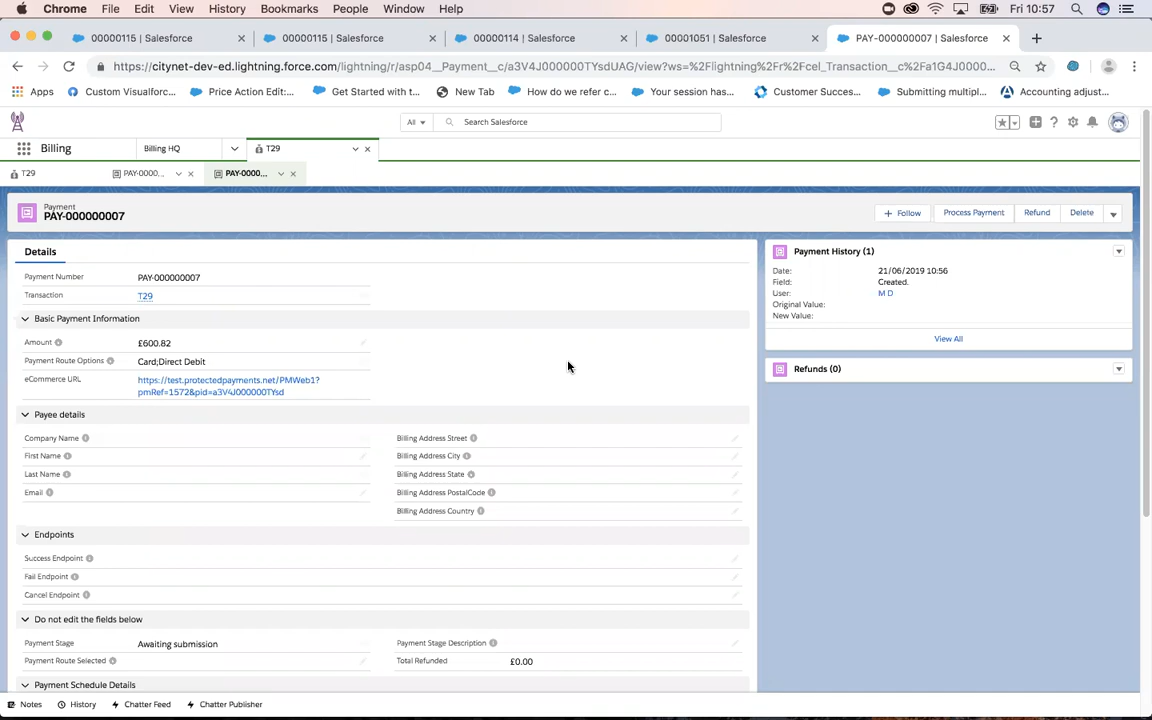 Chrome File Edit View History Bookmarks People Window Help Fri 10:57
00000115 | Salesforce 00000115 | Salesforce 00000114 | Salesforce 00001051 | Salesforce PAY-000000007 | Salesforce
https://citynet-dev-ed.lightning.force.com/lightning/r/asp04__Payment__c/a3V4J000000TYsdUAG/view?ws=%2Flightning%2Fr%2Fcel_Transaction__c%2Fa1G4J0000...
Apps Custom Visualforc... Price Action Edit:... Get Started with t... New Tab How do we refer c... Your session has... Customer Succes... Submitting multipl... Accounting adjust...
All Search Salesforce
Billing Billing HQ T29
T29 PAY-0000... PAY-0000...
Payment
PAY-000000007
Follow Process Payment Refund Delete
Details
Payment Number PAY-000000007
Transaction T29
Basic Payment Information
Amount £600.82
Payment Route Options Card;Direct Debit
eCommerce URL https://test.protectedpayments.net/PMWeb1?
pmRef=1572&pid=a3V4J000000TYsd
Payee details
Company Name Billing Address Street
First Name Billing Address City
Last Name Billing Address State
Email Billing Address PostalCode
Billing Address Country
Endpoints
Success Endpoint
Fail Endpoint
Cancel Endpoint
Do not edit the fields below
Payment Stage Awaiting submission Payment Stage Description
Payment Route Selected Total Refunded £0.00
Payment Schedule Details
Payment History (1)
Date: 21/06/2019 10:56
Field: Created.
User: M D
Original Value:
New Value:
View All
Refunds (0)
Notes History Chatter Feed Chatter Publisher